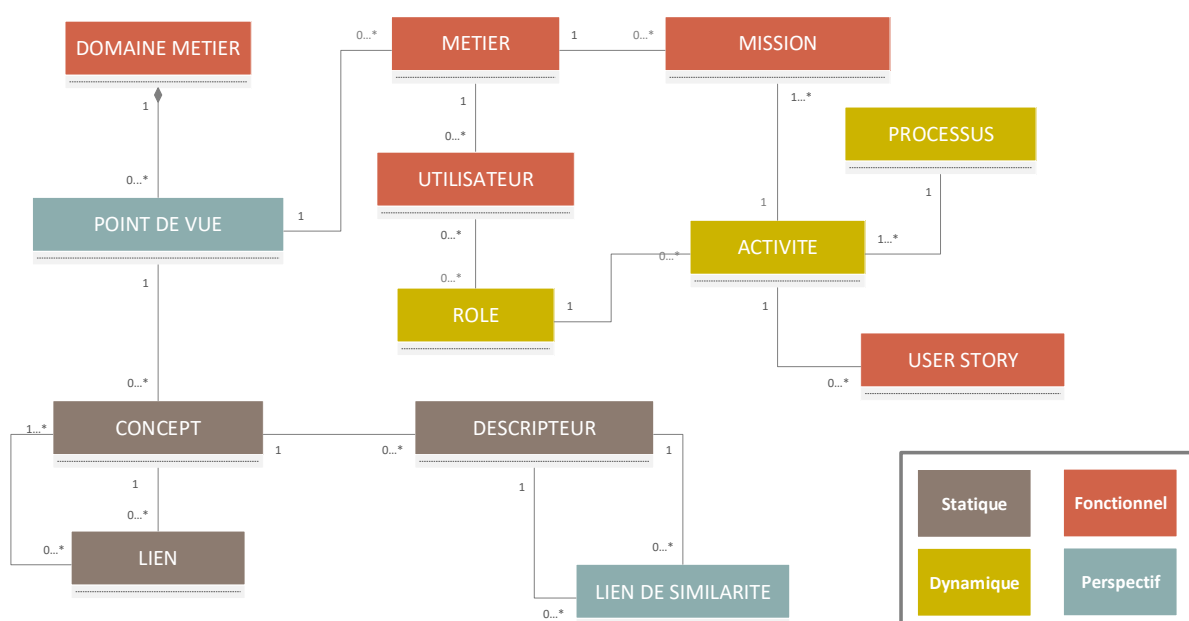 DOMAINE METIER
METIER
MISSION
0...*
1
0...*
1
1
1...*
PROCESSUS
0...*
0...*
UTILISATEUR
1
POINT DE VUE
1
1
0...*
1...*
0...*
ACTIVITE
1
0...*
1
ROLE
1
USER STORY
0...*
0...*
CONCEPT
DESCRIPTEUR
1...*
1
0...*
1
1
1
0...*
0...*
0...*
LIEN
LIEN DE SIMILARITE
0...*
Statique
Fonctionnel
Dynamique
Perspectif